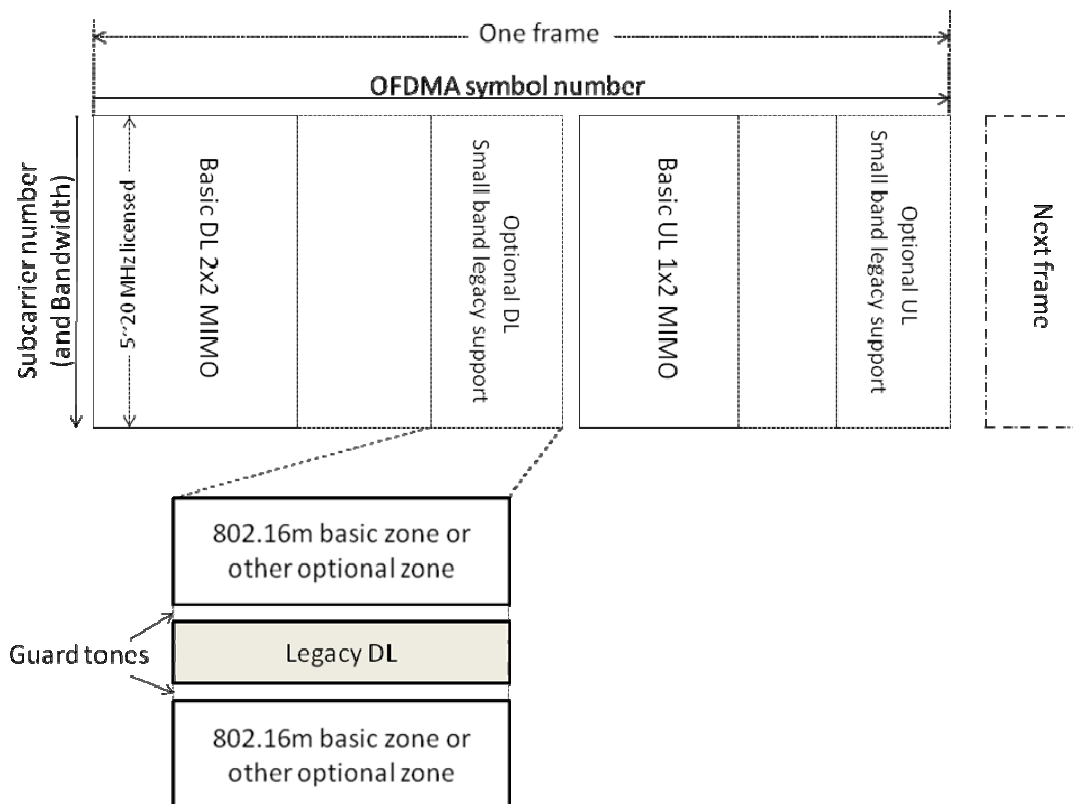 One frame
OFDMA symbol number
Subcarrier number
(and Bandwidth)
5~20 MHz licensed
Basic DL 2x2 MIMO
Optional DL
Small band legacy support
Basic UL 1x2 MIMO
Optional UL
Small band legacy support
Next frame
802.16m basic zone or
other optional zone
Guard tones
Legacy DL
802.16m basic zone or
other optional zone